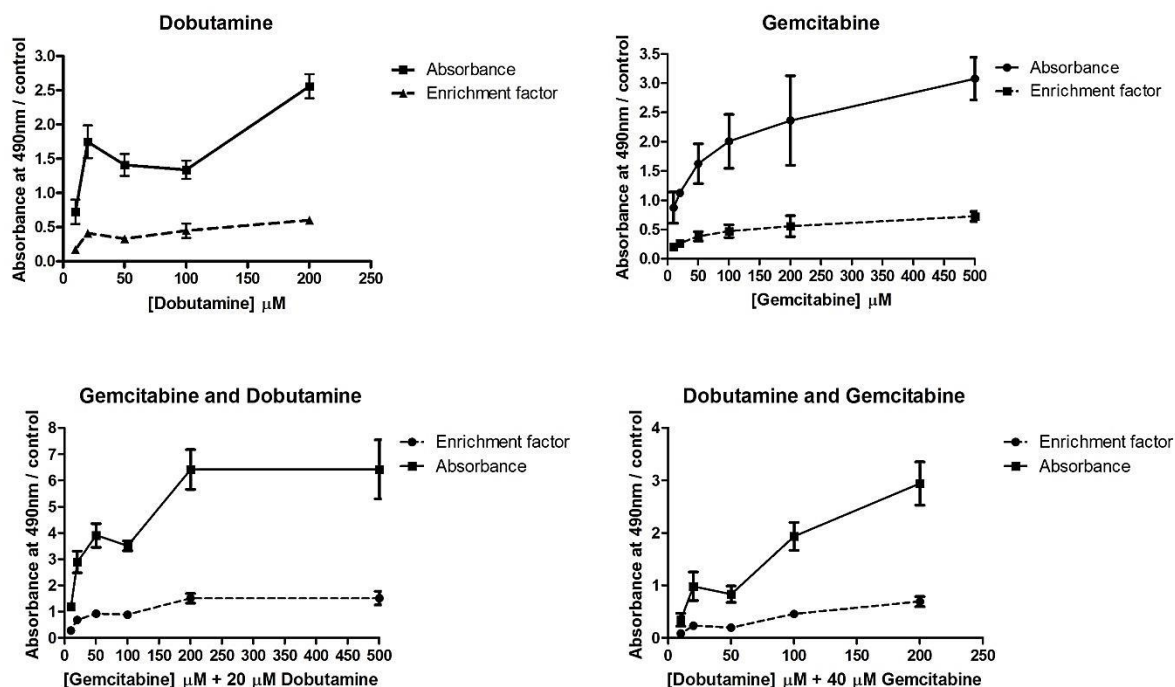 Dobutamine
Absorbance at 490nm / control
3.0
2.5
2.0
1.5
1.0
0.5
0.0
0 50 100 150 200 250
[Dobutamine] μM
Absorbance
Enrichment factor
Gemcitabine
Absorbance at 490nm / control
3.5
3.0
2.5
2.0
1.5
1.0
0.5
0.0
0 50 100 150 200 250 300 350 400 450 500
[Gemcitabine] μM
Absorbance
Enrichment factor
Gemcitabine and Dobutamine
Absorbance at 490nm / control
8
7
6
5
4
3
2
1
0
0 50 100 150 200 250 300 350 400 450 500
[Gemcitabine] μM + 20 μM Dobutamine
Enrichment factor
Absorbance
Dobutamine and Gemcitabine
Absorbance at 490nm / control
4
3
2
1
0
0 50 100 150 200 250
[Dobutamine] μM + 40 μM Gemcitabine
Enrichment factor
Absorbance